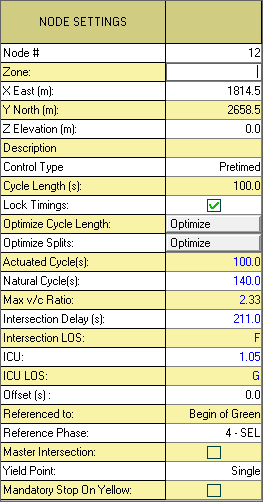 NODE SETTINGS
Node # 12
Zone:
X East (m): 1814.5
Y North (m): 2658.5
Z Elevation (m): 0.0
Description
Control Type Pretimed
Cycle Length (s): 100.0
Lock Timings:
Optimize Cycle Length: Optimize
Optimize Splits: Optimize
Actuated Cycle(s): 100.0
Natural Cycle(s): 140.0
Max v/c Ratio: 2.33
Intersection Delay (s): 211.0
Intersection LOS: F
ICU: 1.05
ICU LOS: G
Offset (s) : 0.0
Referenced to: Begin of Green
Reference Phase: 4 - SEL
Master Intersection:
Yield Point: Single
Mandatory Stop On Yellow: